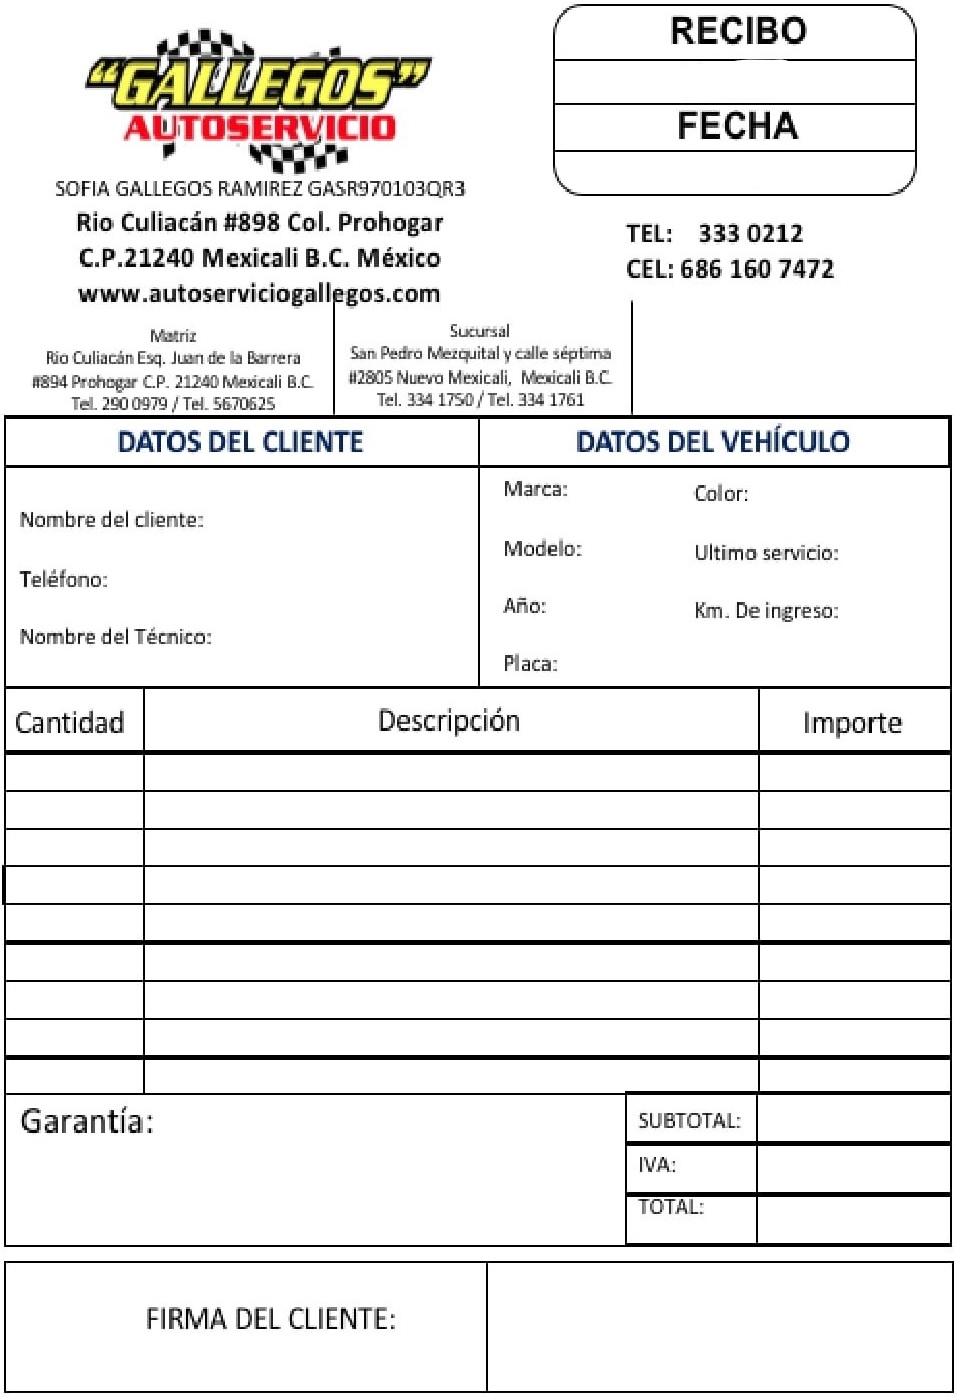 "GALLEGOS"
AUTOSERVICIO
SOFIA GALLEGOS RAMIREZ GASR970103QR3
Rio Culiacán #898 Col. Prohogar
C.P.21240 Mexicali B.C. México
www.autoserviciogallegos.com
RECIBO
FECHA
TEL: 333 0212
CEL: 686 160 7472
Matriz
Rio Culiacán Esq. Juan de la Barrera
#894 Prohogar C.P. 21240 Mexicali B.C.
Tel. 290 0979 / Tel. 5670625
Sucursal
San Pedro Mezquital y calle séptima
#2805 Nuevo Mexicali, Mexicali B.C.
Tel. 334 1750 / Tel. 334 1761
DATOS DEL CLIENTE
Nombre del cliente:
Teléfono:
Nombre del Técnico:
DATOS DEL VEHÍCULO
Marca:
Color:
Modelo:
Ultimo servicio:
Año:
Km. De ingreso:
Placa:
Cantidad
Descripción
Importe
Garantía:
SUBTOTAL:
IVA:
TOTAL:
FIRMA DEL CLIENTE: